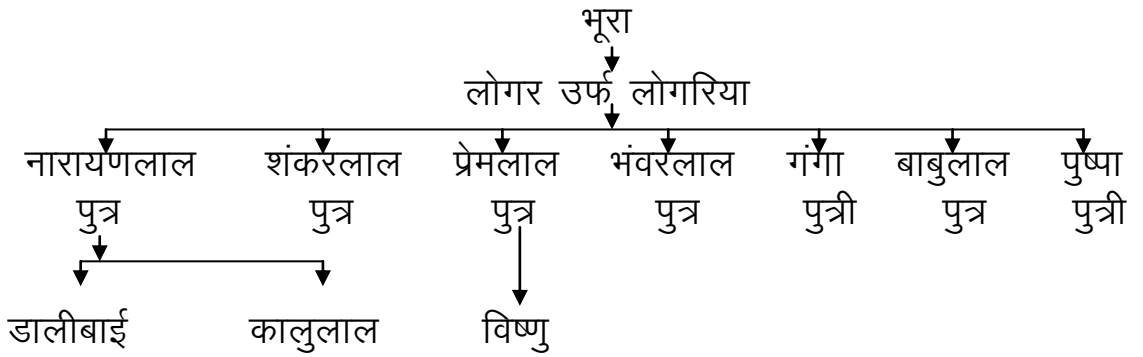 भूरा
लोगर उर्फ लोगरिया
नारायणलाल शंकरलाल प्रेमलाल भंवरलाल गंगा बाबुलाल पुष्पा
पुत्र पुत्र पुत्र पुत्र पुत्री पुत्र पुत्री
डालीबाई कालुलाल विष्णु